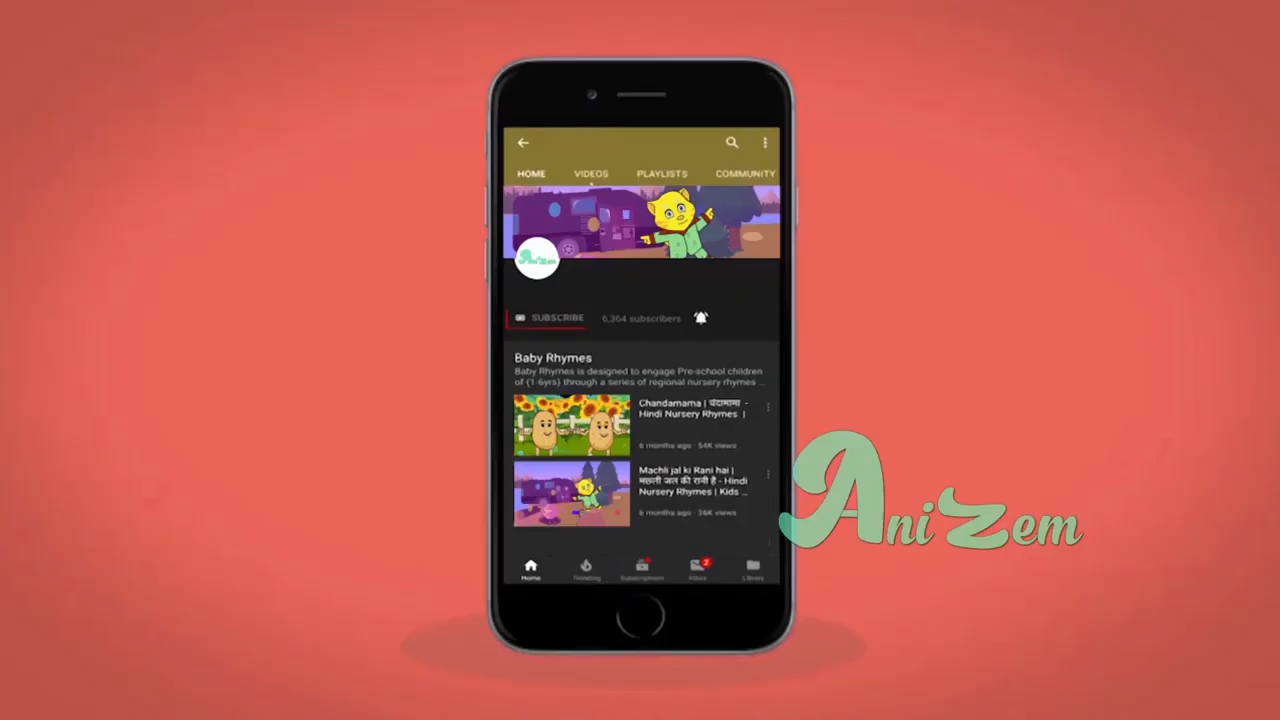 HOME VIDEOS PLAYLISTS COMMUNITY
AniZem
SUBSCRIBE 6,364 subscribers
Baby Rhymes
Baby Rhymes is designed to engage Pre-school children
of (1-6yrs) through a series of regional nursery rhymes ...
Chandamama | चंदामामा -
Hindi Nursery Rhymes |
6 months ago · 54K views
Machli jal ki Rani hai |
मछली जल की रानी है - Hindi
Nursery Rhymes | Kids ...
6 months ago · 36K views
AniZem
2
Home Trending Subscriptions Inbox Library